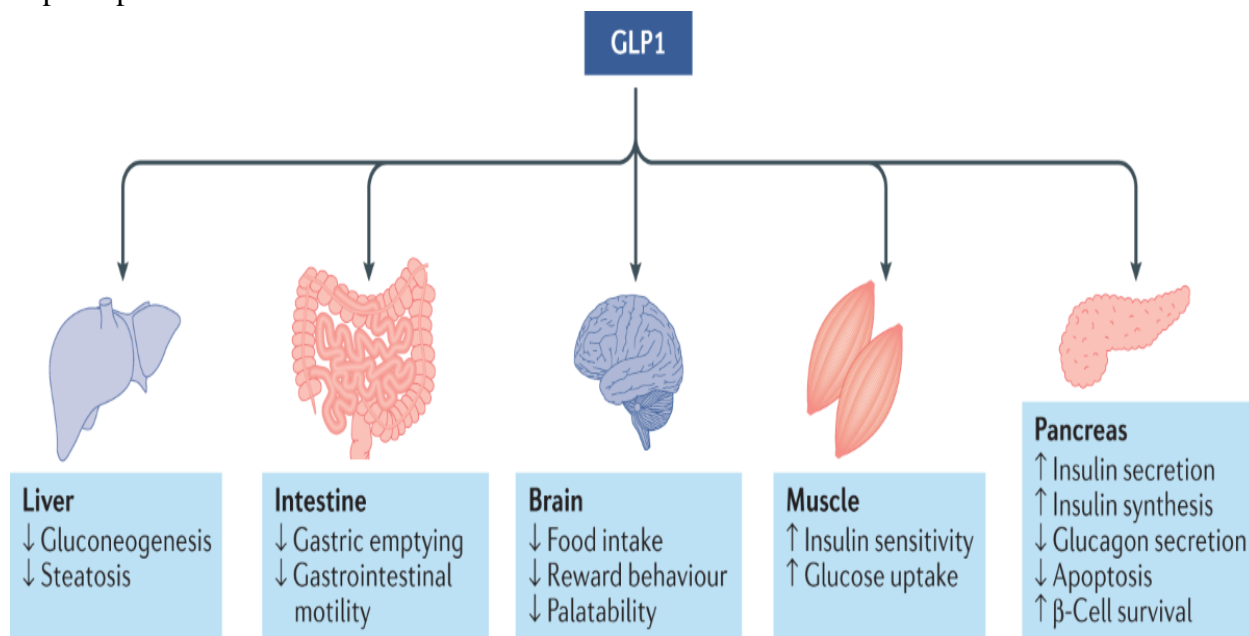 GLP1
Liver
↓ Gluconeogenesis
↓ Steatosis
Intestine
↓ Gastric emptying
↓ Gastrointestinal
motility
Brain
↓ Food intake
↓ Reward behaviour
↓ Palatability
Muscle
↑ Insulin sensitivity
↑ Glucose uptake
Pancreas
↑ Insulin secretion
↑ Insulin synthesis
↓ Glucagon secretion
↓ Apoptosis
↑ β-Cell survival